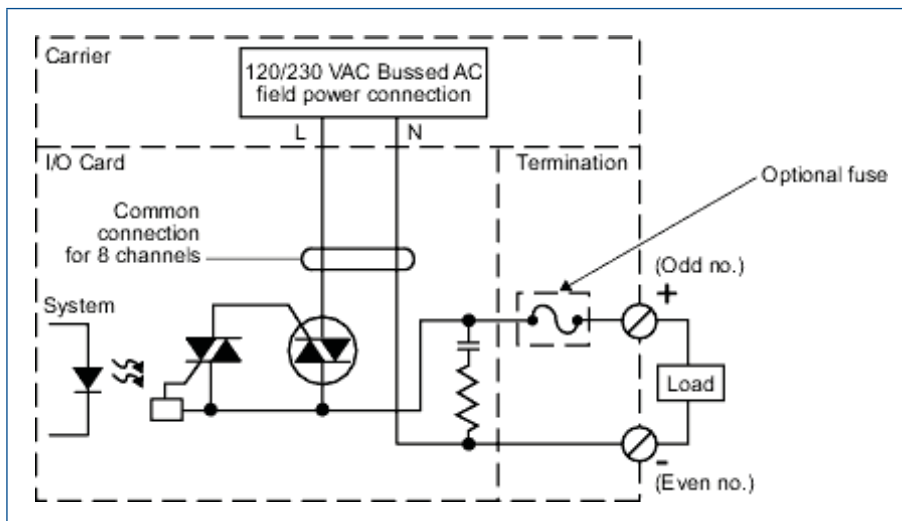 Carrier
120/230 VAC Bussed AC
field power connection
L
N
I/O Card
Termination
Optional fuse
Common
connection
for 8 channels
(Odd no.)
+
System
Load
-
(Even no.)